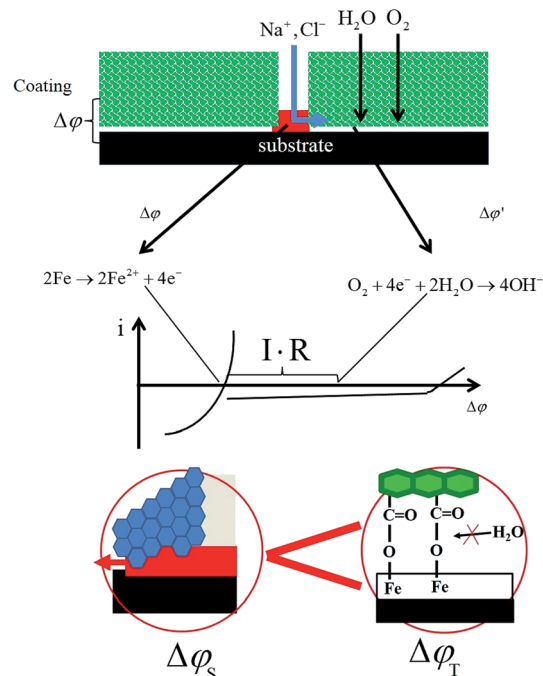 Na⁺,Cl⁻ H₂O O₂
Coating
Δφ
substrate
Δφ Δφ'
2Fe → 2Fe²⁺ + 4e⁻
O₂ + 4e⁻ + 2H₂O → 4OH⁻
i
I · R
Δφ
C=O C=O
H₂O
O O
Fe Fe
Δφ_S Δφ_T